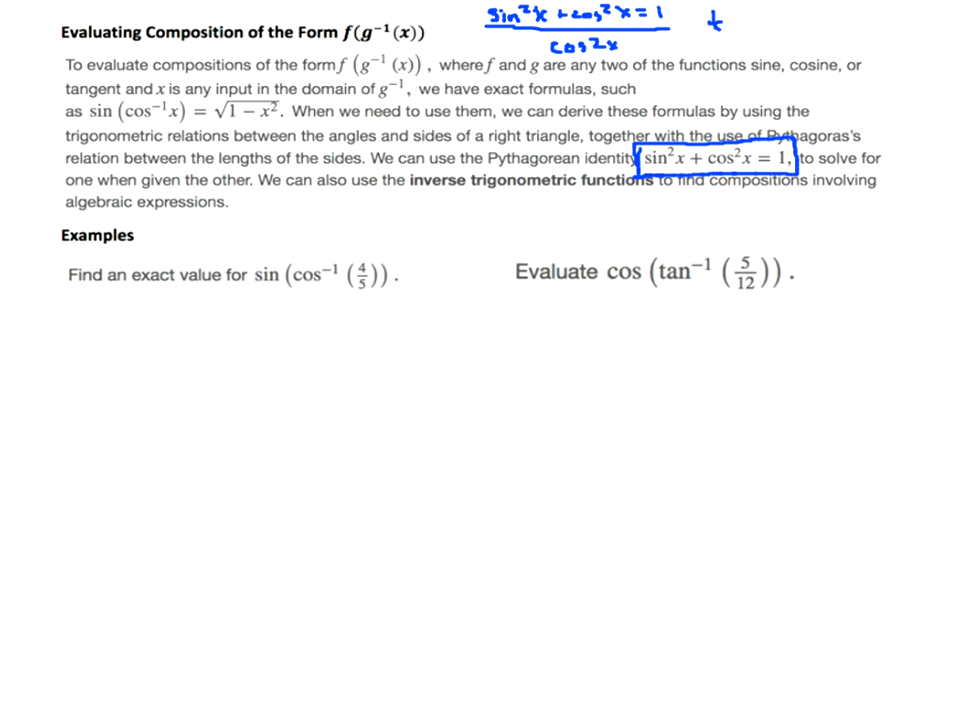 sin²x + cos²x = 1 t
cos²x
Evaluating Composition of the Form f(g⁻¹(x))
To evaluate compositions of the form f (g⁻¹ (x)) , where f and g are any two of the functions sine, cosine, or
tangent and x is any input in the domain of g⁻¹, we have exact formulas, such
as sin (cos⁻¹x) = √1 − x². When we need to use them, we can derive these formulas by using the
trigonometric relations between the angles and sides of a right triangle, together with the use of Pythagoras's
relation between the lengths of the sides. We can use the Pythagorean identity sin²x + cos²x = 1, to solve for
one when given the other. We can also use the inverse trigonometric functions to find compositions involving
algebraic expressions.
Examples
Find an exact value for sin (cos⁻¹ (4/5)) .
Evaluate cos (tan⁻¹ (5/12)) .